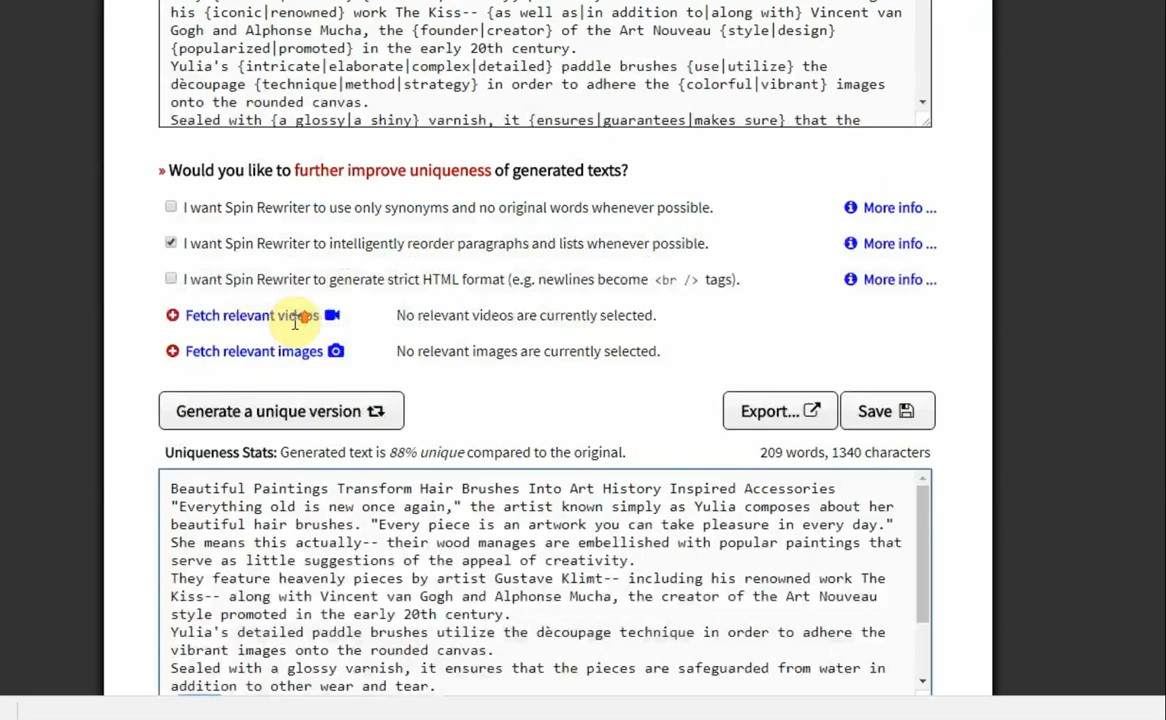 his {iconic|renowned} work The Kiss-- {as well as|in addition to|along with} Vincent van
Gogh and Alphonse Mucha, the {founder|creator} of the Art Nouveau {style|design}
{popularized|promoted} in the early 20th century.
Yulia's {intricate|elaborate|complex|detailed} paddle brushes {use|utilize} the
dècoupage {technique|method|strategy} in order to adhere the {colorful|vibrant} images
onto the rounded canvas.
Sealed with {a glossy|a shiny} varnish, it {ensures|guarantees|makes sure} that the
» Would you like to further improve uniqueness of generated texts?
I want Spin Rewriter to use only synonyms and no original words whenever possible. More info ...
I want Spin Rewriter to intelligently reorder paragraphs and lists whenever possible. More info ...
I want Spin Rewriter to generate strict HTML format (e.g. newlines become <br /> tags). More info ...
Fetch relevant videos No relevant videos are currently selected.
Fetch relevant images No relevant images are currently selected.
Generate a unique version Export... Save
Uniqueness Stats: Generated text is 88% unique compared to the original. 209 words, 1340 characters
Beautiful Paintings Transform Hair Brushes Into Art History Inspired Accessories
"Everything old is new once again," the artist known simply as Yulia composes about her
beautiful hair brushes. "Every piece is an artwork you can take pleasure in every day."
She means this actually-- their wood manages are embellished with popular paintings that
serve as little suggestions of the appeal of creativity.
They feature heavenly pieces by artist Gustave Klimt-- including his renowned work The
Kiss-- along with Vincent van Gogh and Alphonse Mucha, the creator of the Art Nouveau
style promoted in the early 20th century.
Yulia's detailed paddle brushes utilize the dècoupage technique in order to adhere the
vibrant images onto the rounded canvas.
Sealed with a glossy varnish, it ensures that the pieces are safeguarded from water in
addition to other wear and tear.